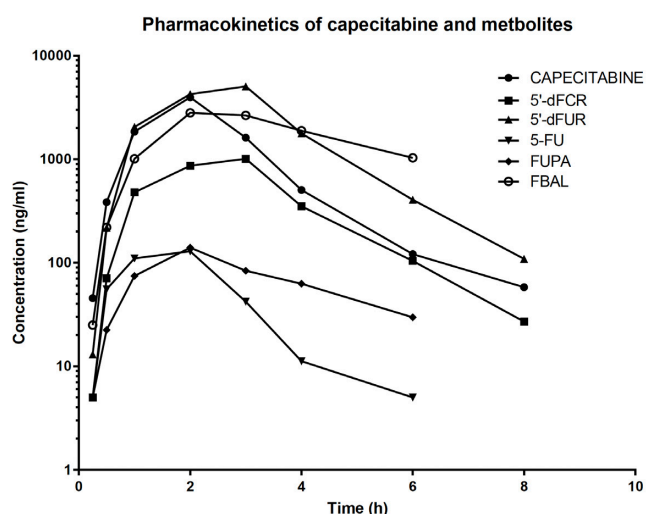 Pharmacokinetics of capecitabine and metbolites
10000
1000
100
10
1
Concentration (ng/ml)
CAPECITABINE
5'-dFCR
5'-dFUR
5-FU
FUPA
FBAL
0 2 4 6 8 10
Time (h)